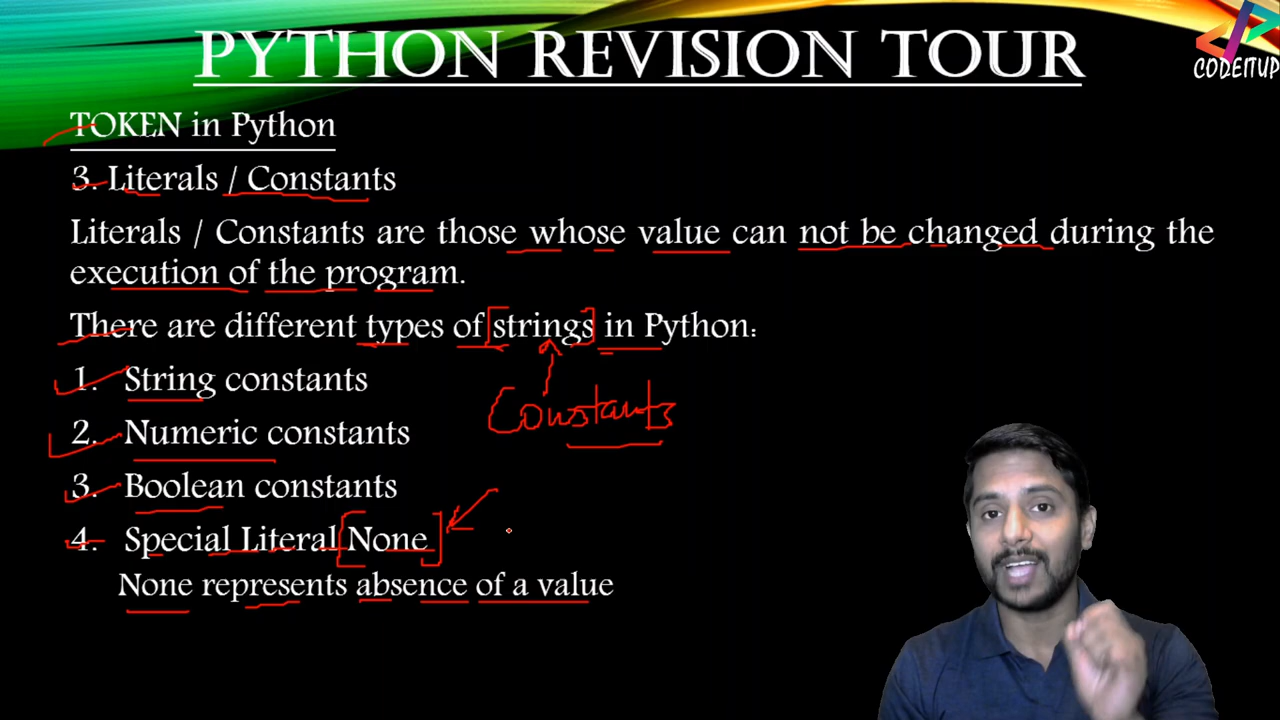 PYTHON REVISION TOUR
CODEITUP
TOKEN in Python
3. Literals / Constants
Literals / Constants are those whose value can not be changed during the
execution of the program.
There are different types of strings in Python:
1. String constants
Constants
2. Numeric constants
3. Boolean constants
4. Special Literal None
None represents absence of a value